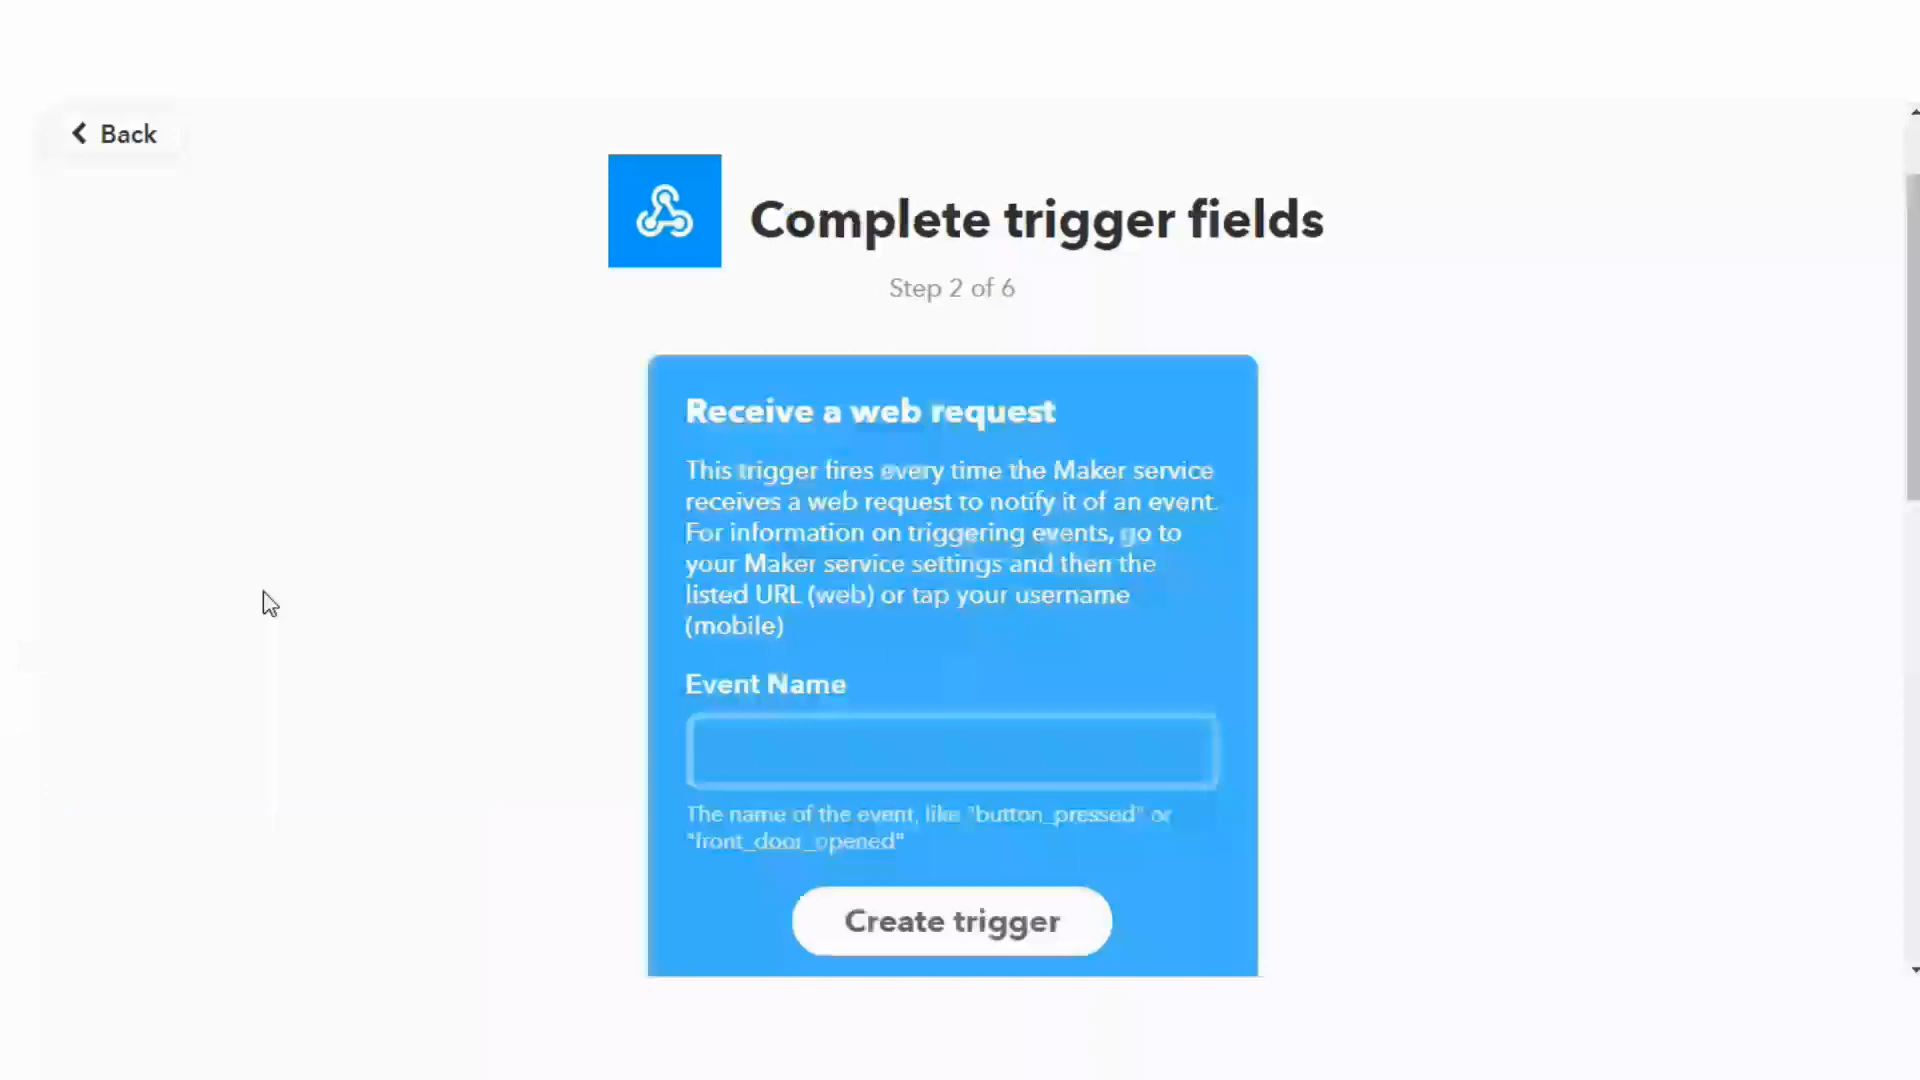 Back
Complete trigger fields
Step 2 of 6
Receive a web request
This trigger fires every time the Maker service
receives a web request to notify it of an event.
For information on triggering events, go to
your Maker service settings and then the
listed URL (web) or tap your username
(mobile)
Event Name
The name of the event, like "button_pressed" or
"front_door_opened"
Create trigger